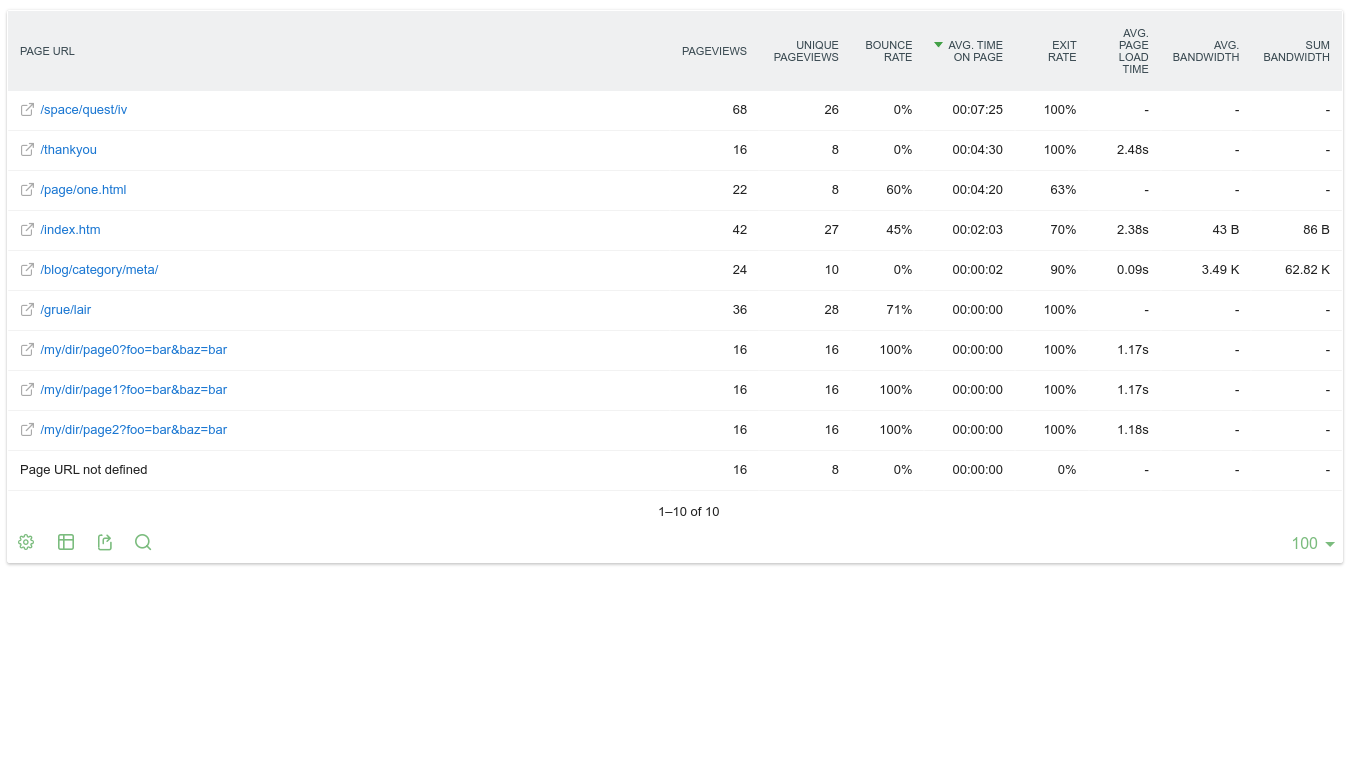 PAGE URL PAGEVIEWS UNIQUE PAGEVIEWS BOUNCE RATE AVG. TIME ON PAGE EXIT RATE AVG. PAGE LOAD TIME AVG. BANDWIDTH SUM BANDWIDTH
/space/quest/iv 68 26 0% 00:07:25 100% - - -
/thankyou 16 8 0% 00:04:30 100% 2.48s - -
/page/one.html 22 8 60% 00:04:20 63% - - -
/index.htm 42 27 45% 00:02:03 70% 2.38s 43 B 86 B
/blog/category/meta/ 24 10 0% 00:00:02 90% 0.09s 3.49 K 62.82 K
/grue/lair 36 28 71% 00:00:00 100% - - -
/my/dir/page0?foo=bar&baz=bar 16 16 100% 00:00:00 100% 1.17s - -
/my/dir/page1?foo=bar&baz=bar 16 16 100% 00:00:00 100% 1.17s - -
/my/dir/page2?foo=bar&baz=bar 16 16 100% 00:00:00 100% 1.18s - -
Page URL not defined 16 8 0% 00:00:00 0% - - -
1–10 of 10
100